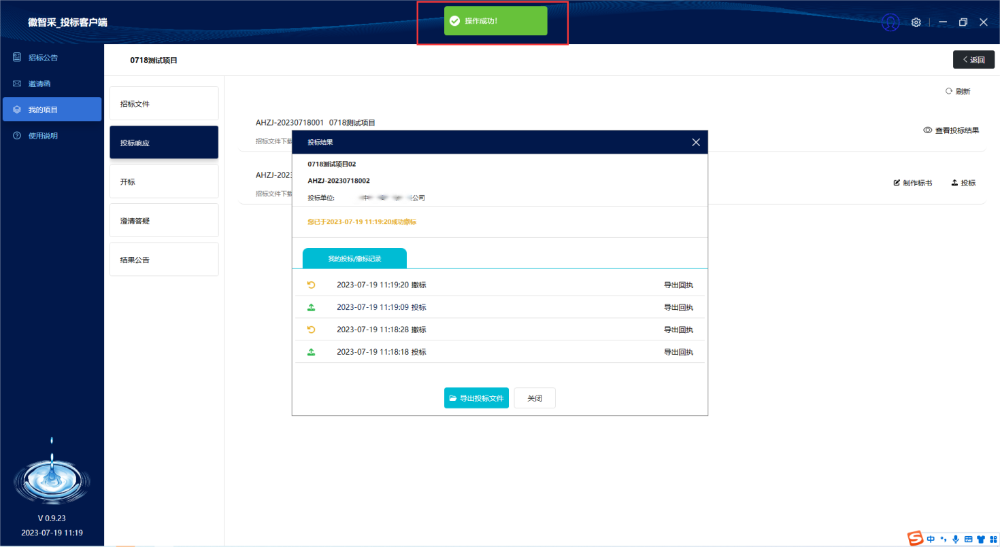 徽智采_投标客户端
操作成功!
招标公告
邀请函
我的项目
使用说明
0718测试项目
返回
招标文件
投标响应
开标
澄清答疑
结果公告
刷新
AHZJ-20230718001 0718测试项目
招标文件下载
查看投标结果
AHZJ-2023
招标文件下载
制作标书
投标
投标结果
0718测试项目02
AHZJ-20230718002
投标单位: 公司
您已于2023-07-19 11:19:20成功撤标
我的投标/撤标记录
2023-07-19 11:19:20 撤标 导出回执
2023-07-19 11:19:09 投标 导出回执
2023-07-19 11:18:28 撤标 导出回执
2023-07-19 11:18:18 投标 导出回执
导出投标文件
关闭
V 0.9.23
2023-07-19 11:19
S 中